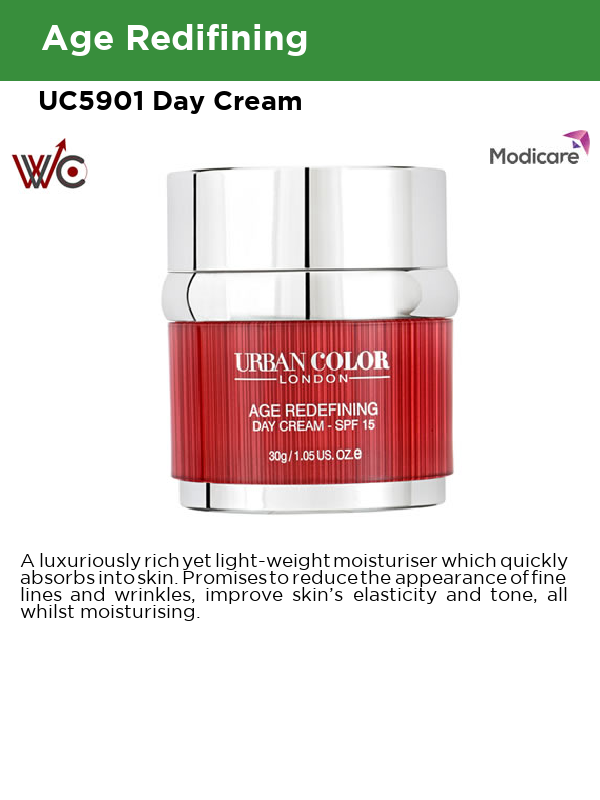 Age Redifining
UC5901 Day Cream
WC
Modicare
URBAN COLOR
LONDON
AGE REDEFINING
DAY CREAM - SPF 15
30g/1.05 US. OZ.e
A luxuriously rich yet light-weight moisturiser which quickly
absorbs into skin. Promises to reduce the appearance of fine
lines and wrinkles, improve skin's elasticity and tone, all
whilst moisturising.